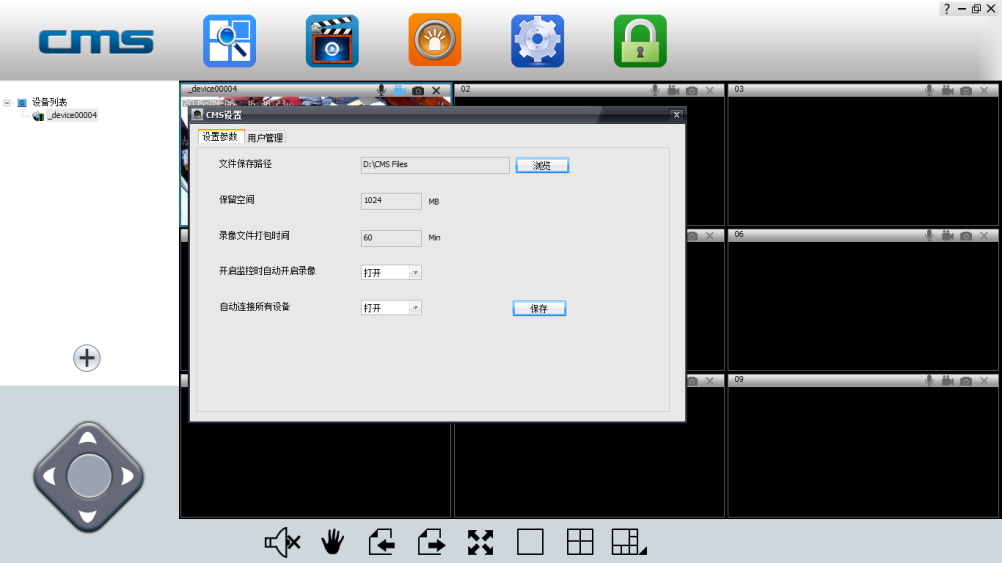 cms
?
设备列表
_device00004
_device00004
02
03
CMS设置
设置参数 用户管理
文件保存路径 D:\CMS Files 浏览
保留空间 1024 MB
录像文件打包时间 60 Min
开启监控时自动开启录像 打开
自动连接所有设备 打开 保存
06
09